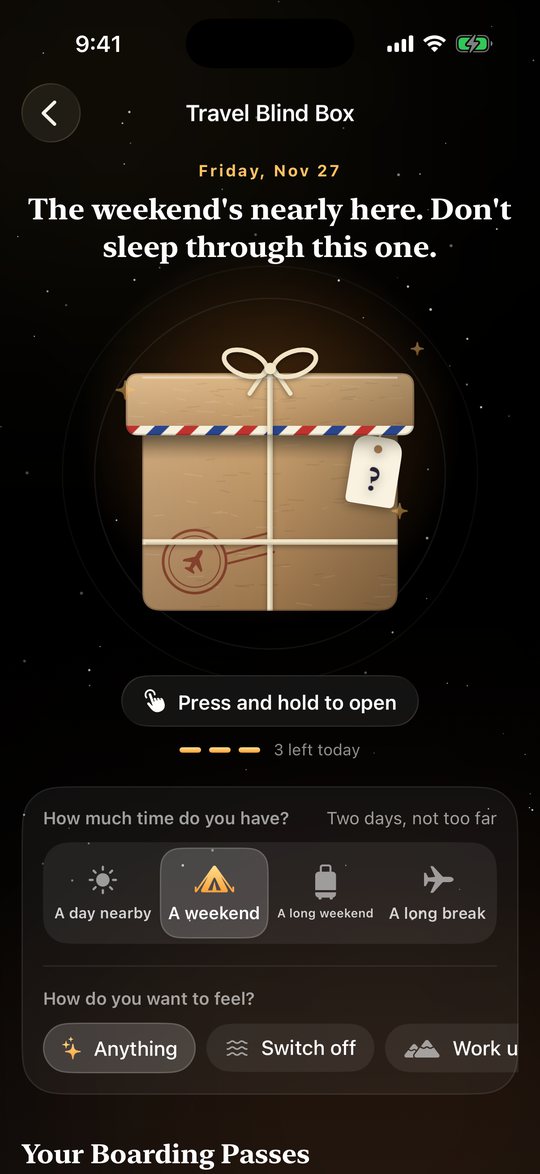 9:41
Travel Blind Box
Friday, Nov 27
The weekend's nearly here. Don't
sleep through this one.
?
Press and hold to open
3 left today
How much time do you have? Two days, not too far
A day nearby A weekend A long weekend A long break
How do you want to feel?
Anything Switch off Work u
Your Boarding Passes